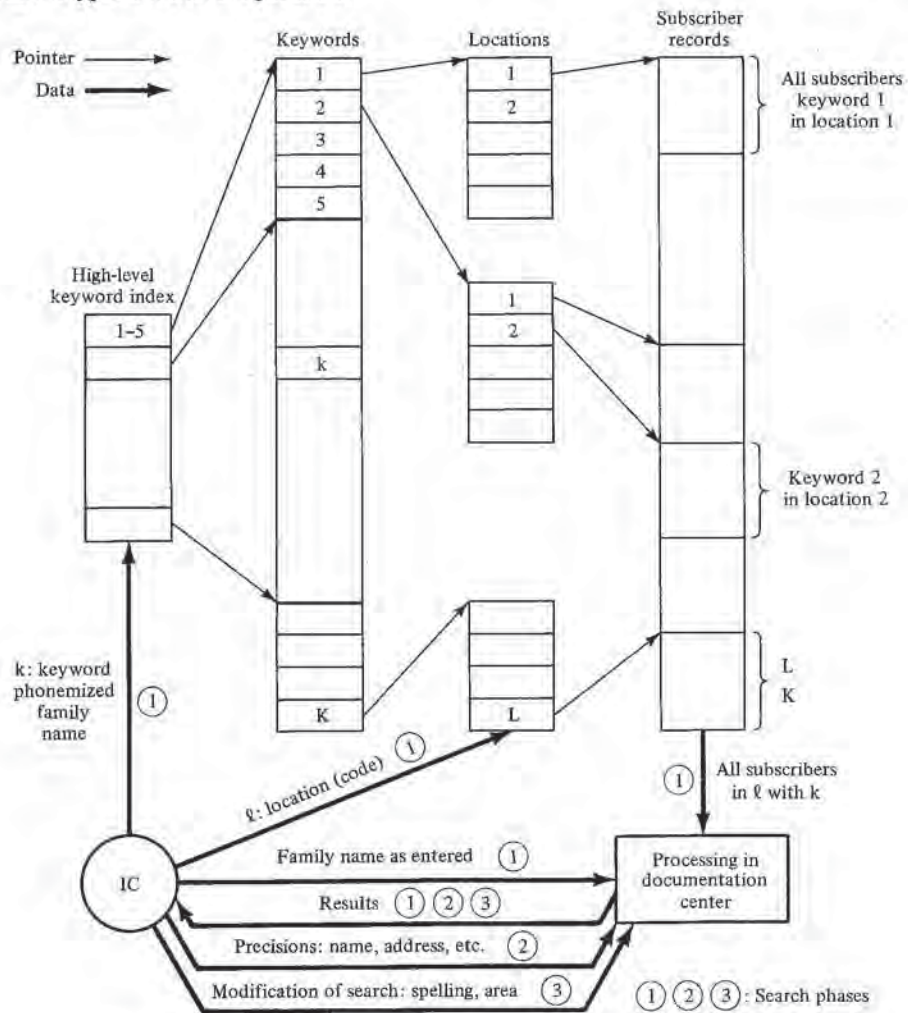 Pointer
Data
Keywords
1
2
3
4
5
k
K
Locations
1
2
1
2
L
Subscriber
records
All subscribers
keyword 1
in location 1
Keyword 2
in location 2
L
K
High-level
keyword index
1–5
k: keyword
phonemized
family
name
①
ℓ: location (code) ①
① All subscribers
in ℓ with k
IC
Family name as entered ①
Results ① ② ③
Precisions: name, address, etc. ②
Modification of search: spelling, area ③
Processing in
documentation
center
① ② ③ : Search phases